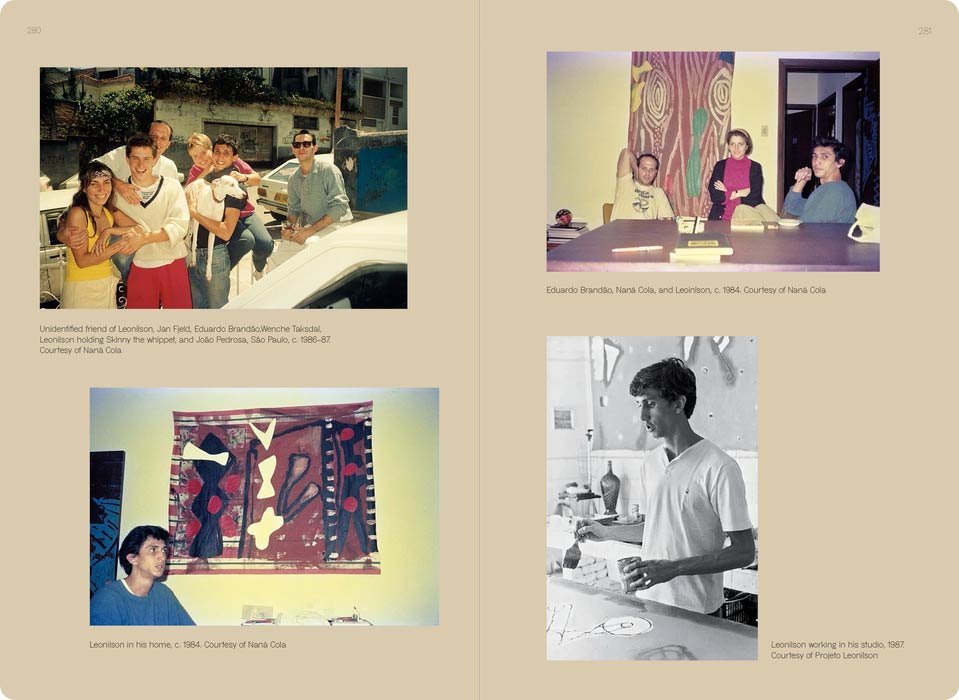 280
281
Unidentified friend of Leonilson, Jan Fjeld, Eduardo Brandão,Wenche Taksdal,
Leonilson holding Skinny the whippet, and João Pedrosa, São Paulo, c. 1986–87.
Courtesy of Naná Cola
Eduardo Brandão, Naná Cola, and Leoinlson, c. 1984. Courtesy of Naná Cola
Leonilson in his home, c. 1984. Courtesy of Naná Cola
Leonilson working in his studio, 1987.
Courtesy of Projeto Leonilson